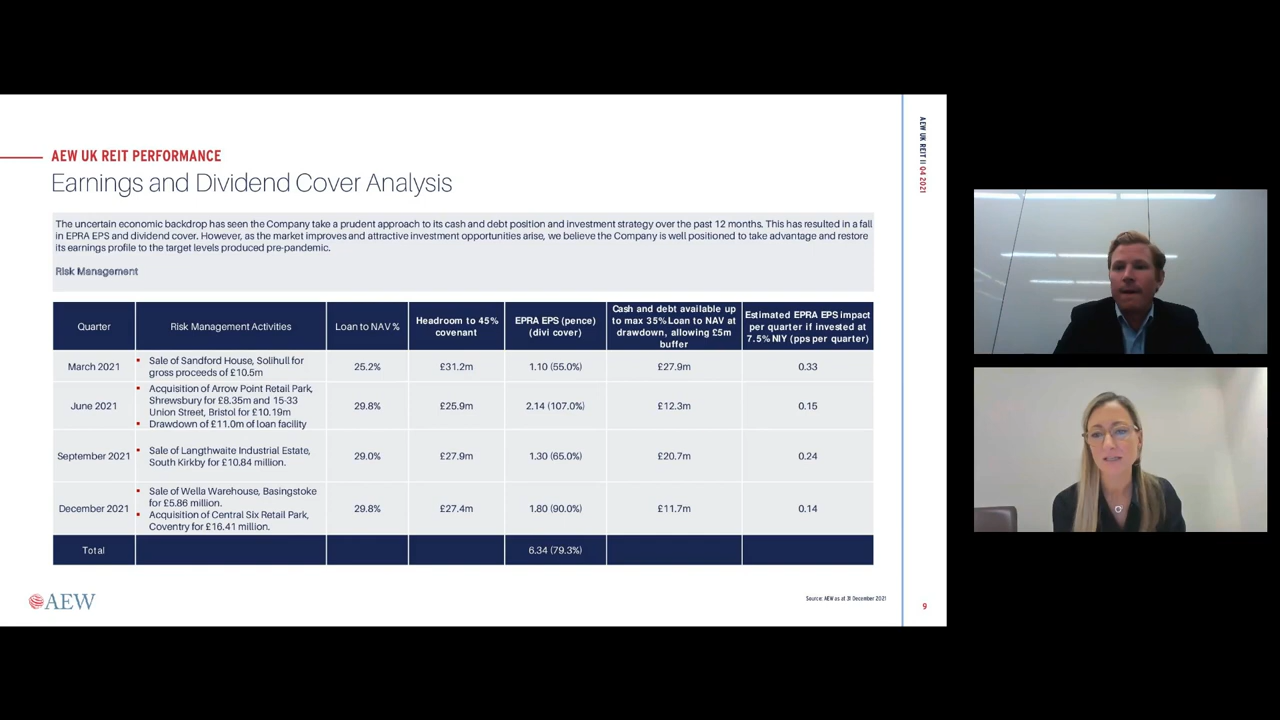 AEW UK REIT PERFORMANCE
Earnings and Dividend Cover Analysis
The uncertain economic backdrop has seen the Company take a prudent approach to its cash and debt position and investment strategy over the past 12 months. This has resulted in a fall
in EPRA EPS and dividend cover. However, as the market improves and attractive investment opportunities arise, we believe the Company is well positioned to take advantage and restore
its earnings profile to the target levels produced pre-pandemic.
Risk Management
Quarter
Risk Management Activities
Loan to NAV %
Headroom to 45%
covenant
EPRA EPS (pence)
(divi cover)
Cash and debt available up
to max 35% Loan to NAV at
drawdown, allowing £5m
buffer
Estimated EPRA EPS impact
per quarter if invested at
7.5% NIY (pps per quarter)
March 2021
▪ Sale of Sandford House, Solihull for
gross proceeds of £10.5m
25.2%
£31.2m
1.10 (55.0%)
£27.9m
0.33
June 2021
▪ Acquisition of Arrow Point Retail Park,
Shrewsbury for £8.35m and 15-33
Union Street, Bristol for £10.19m
▪ Drawdown of £11.0m of loan facility
29.8%
£25.9m
2.14 (107.0%)
£12.3m
0.15
September 2021
▪ Sale of Langthwaite Industrial Estate,
South Kirkby for £10.84 million.
29.0%
£27.9m
1.30 (65.0%)
£20.7m
0.24
December 2021
▪ Sale of Wella Warehouse, Basingstoke
for £5.86 million.
▪ Acquisition of Central Six Retail Park,
Coventry for £16.41 million.
29.8%
£27.4m
1.80 (90.0%)
£11.7m
0.14
Total
6.34 (79.3%)
AEW
Source: AEW as at 31 December 2021
9
AEW UK REIT || Q4 2021